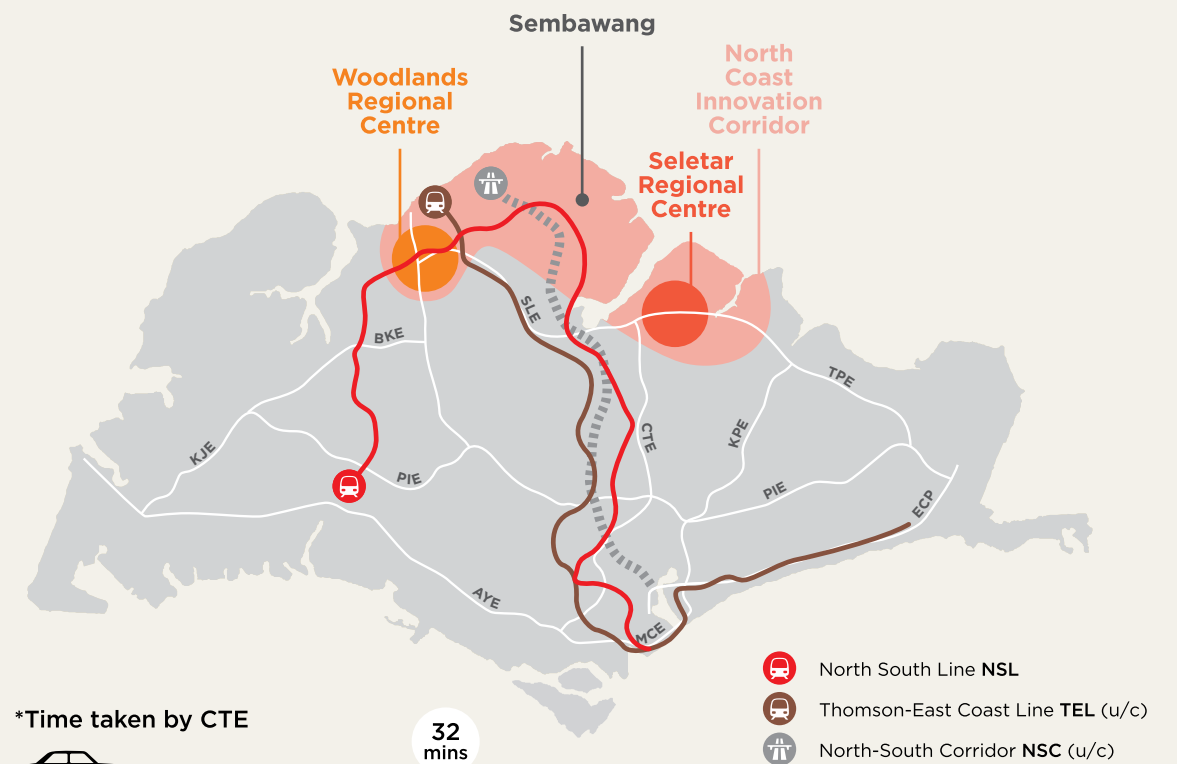 Sembawang
North
Coast
Innovation
Corridor
Woodlands
Regional
Centre
Seletar
Regional
Centre
SLE
BKE
TPE
CTE
KPE
KJE
PIE
PIE
ECP
AYE
MCE
North South Line NSL
Thomson-East Coast Line TEL (u/c)
North-South Corridor NSC (u/c)
*Time taken by CTE
32
mins